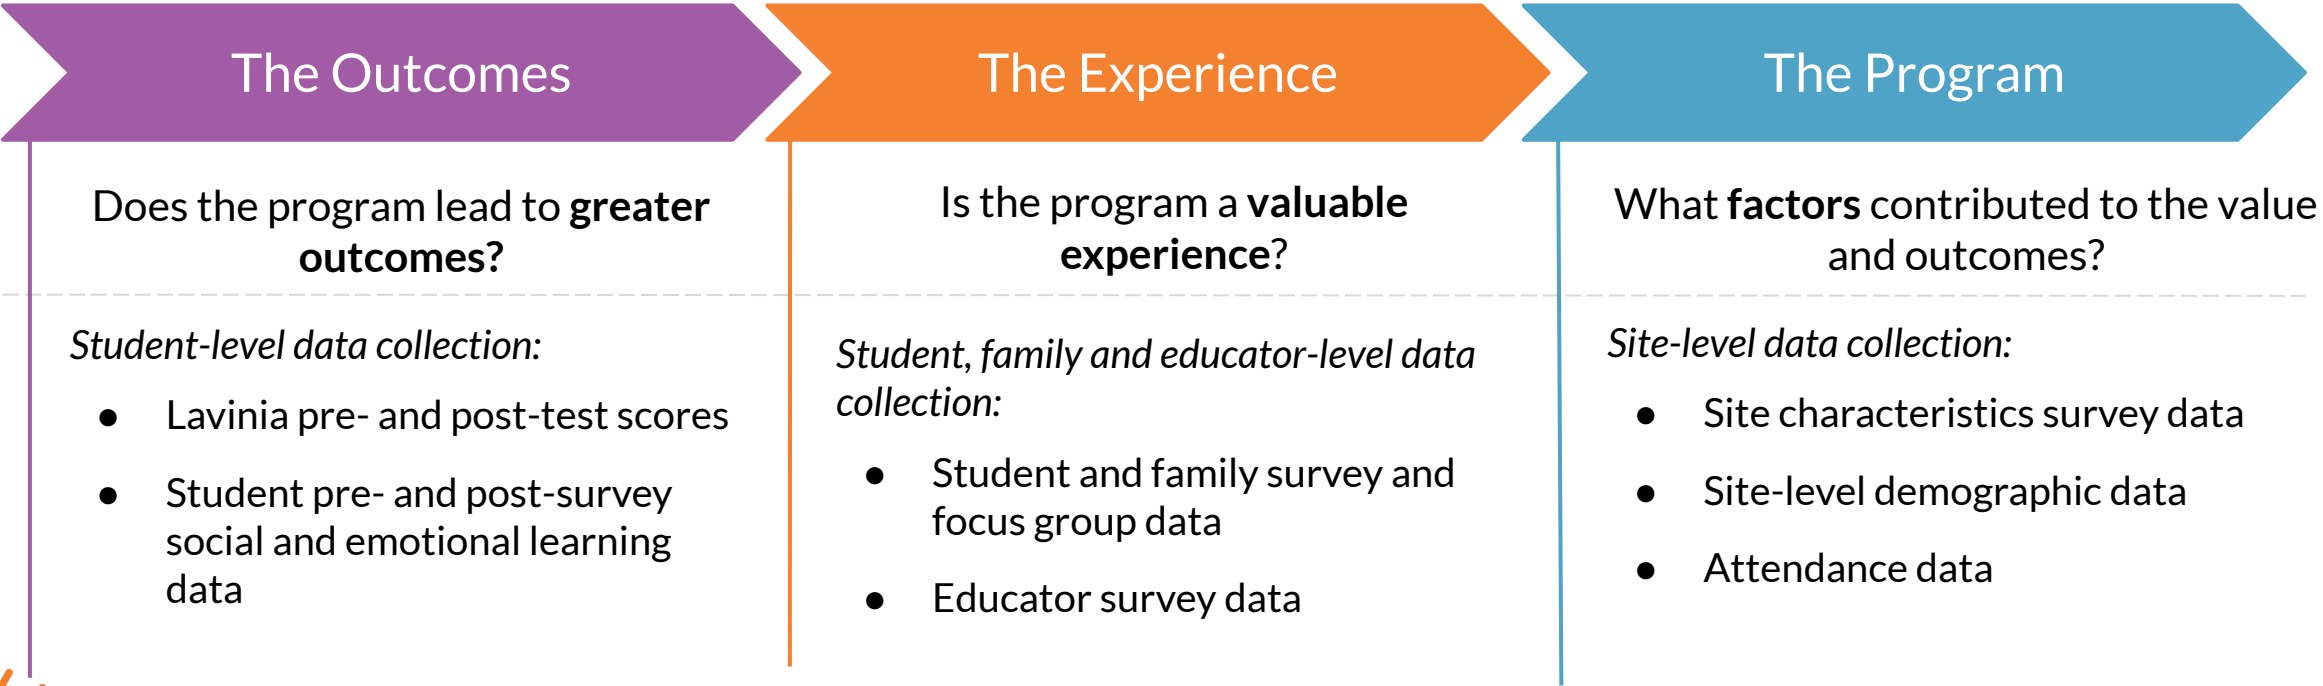 The Outcomes
Does the program lead to greater
outcomes?
Student-level data collection:
● Lavinia pre- and post-test scores
● Student pre- and post-survey
social and emotional learning
data
The Experience
Is the program a valuable
experience?
Student, family and educator-level data
collection:
● Student and family survey and
focus group data
● Educator survey data
The Program
What factors contributed to the value
and outcomes?
Site-level data collection:
● Site characteristics survey data
● Site-level demographic data
● Attendance data